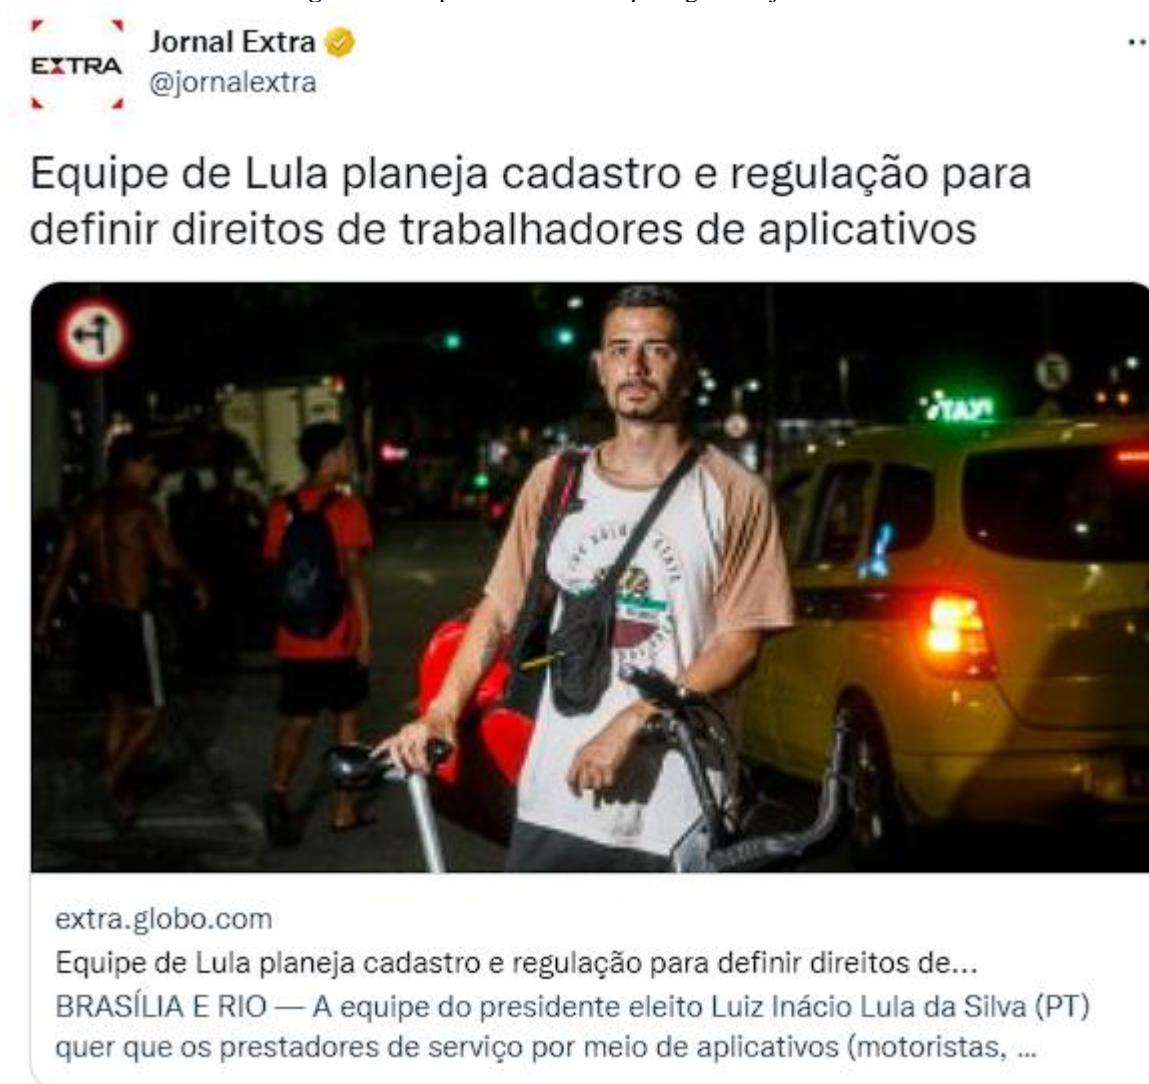 Jornal Extra
EXTRA
@jornalextra
Equipe de Lula planeja cadastro e regulação para
definir direitos de trabalhadores de aplicativos
TAXI
extra.globo.com
Equipe de Lula planeja cadastro e regulação para definir direitos de...
BRASÍLIA E RIO — A equipe do presidente eleito Luiz Inácio Lula da Silva (PT)
quer que os prestadores de serviço por meio de aplicativos (motoristas, ...